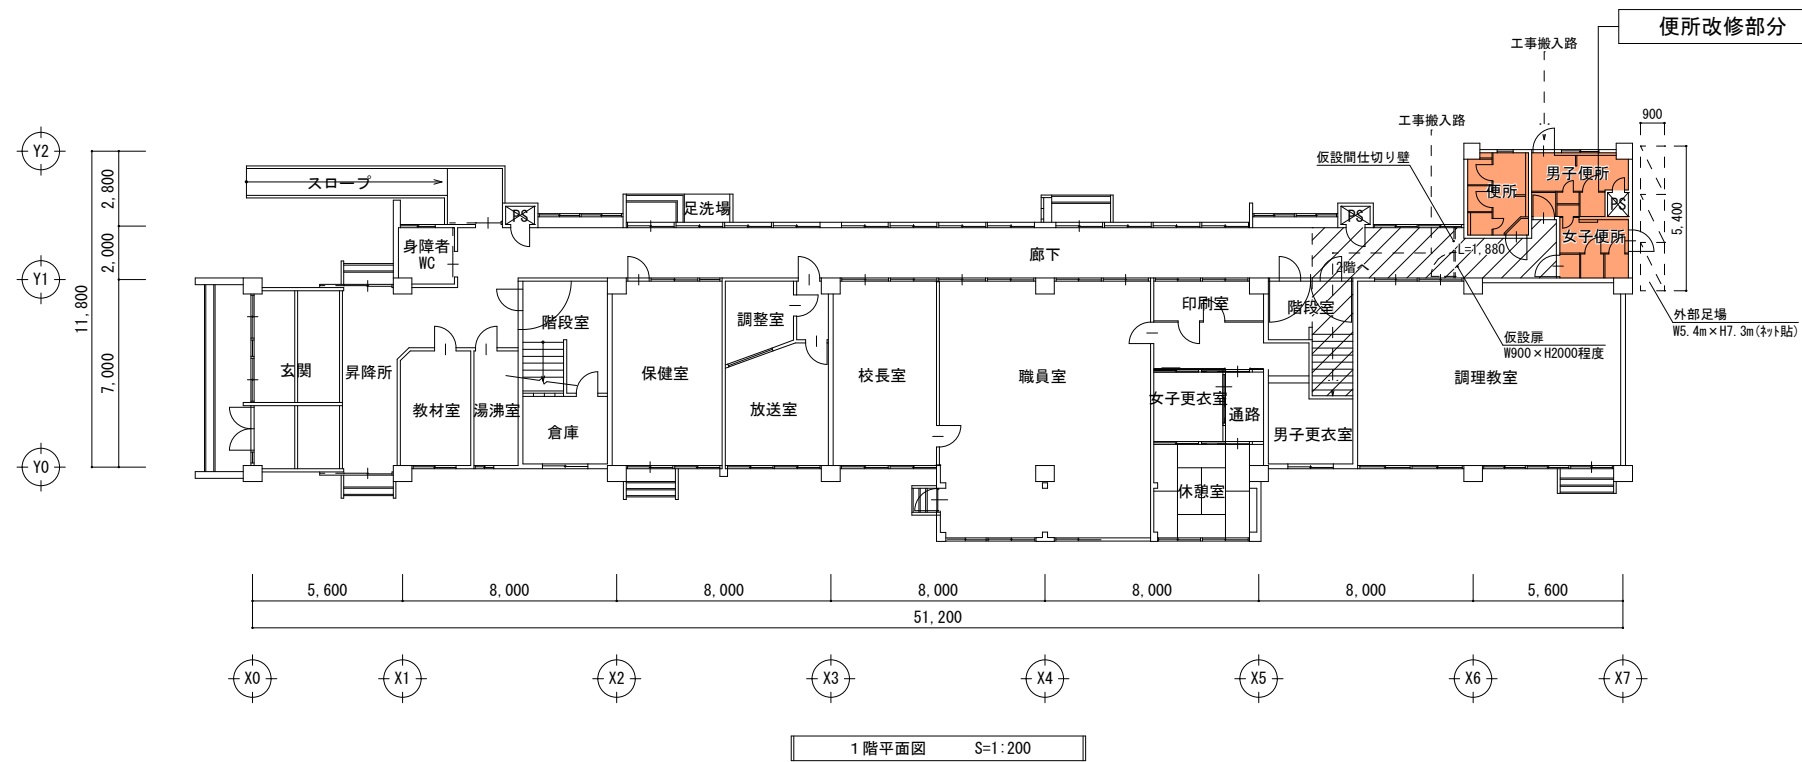 便所改修部分
工事搬入路
工事搬入路
900
仮設間仕切り壁
Y2
2,800
スロープ
足洗場
PS
PS
便所
男子便所
PS
5,400
女子便所
身障者
WC
2,000
廊下
L=1,880
2階へ
Y1
11,800
7,000
玄関
昇降所
教材室
湯沸室
階段室
倉庫
保健室
調整室
放送室
校長室
職員室
印刷室
女子更衣室
通路
休憩室
階段室
男子更衣室
調理教室
仮設扉
W900×H2000程度
外部足場
W5.4m×H7.3m(ネット貼)
Y0
5,600
8,000
8,000
8,000
8,000
8,000
5,600
51,200
X0
X1
X2
X3
X4
X5
X6
X7
1階平面図 S=1:200